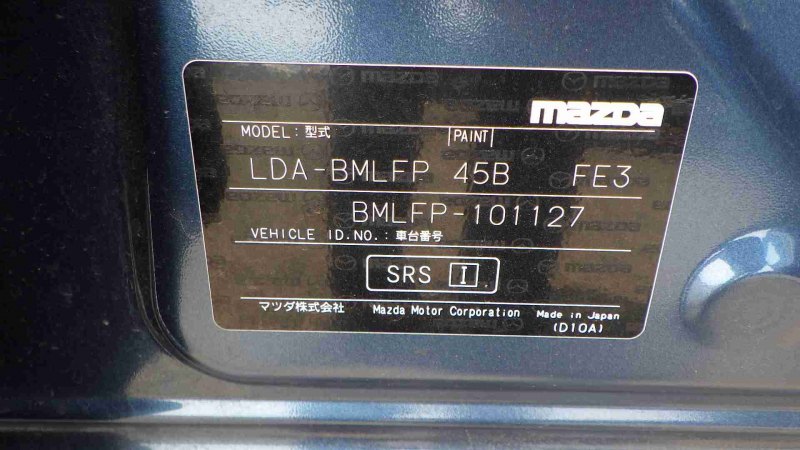 mazda
MODEL: 型式 PAINT
LDA-BMLFP 45B FE3
BMLFP-101127
VEHICLE ID.NO.: 車台番号
SRS I
マツダ株式会社 Mazda Motor Corporation Made in Japan
(D10A)